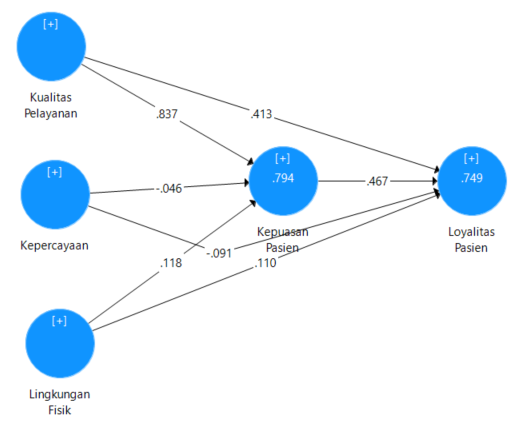 [+]
Kualitas
Pelayanan
.837
.413
[+]
.794
Kepuasan
Pasien
.467
[+]
.749
Loyalitas
Pasien
[+]
Kepercayaan
-.046
-.091
.118
.110
[+]
Lingkungan
Fisik